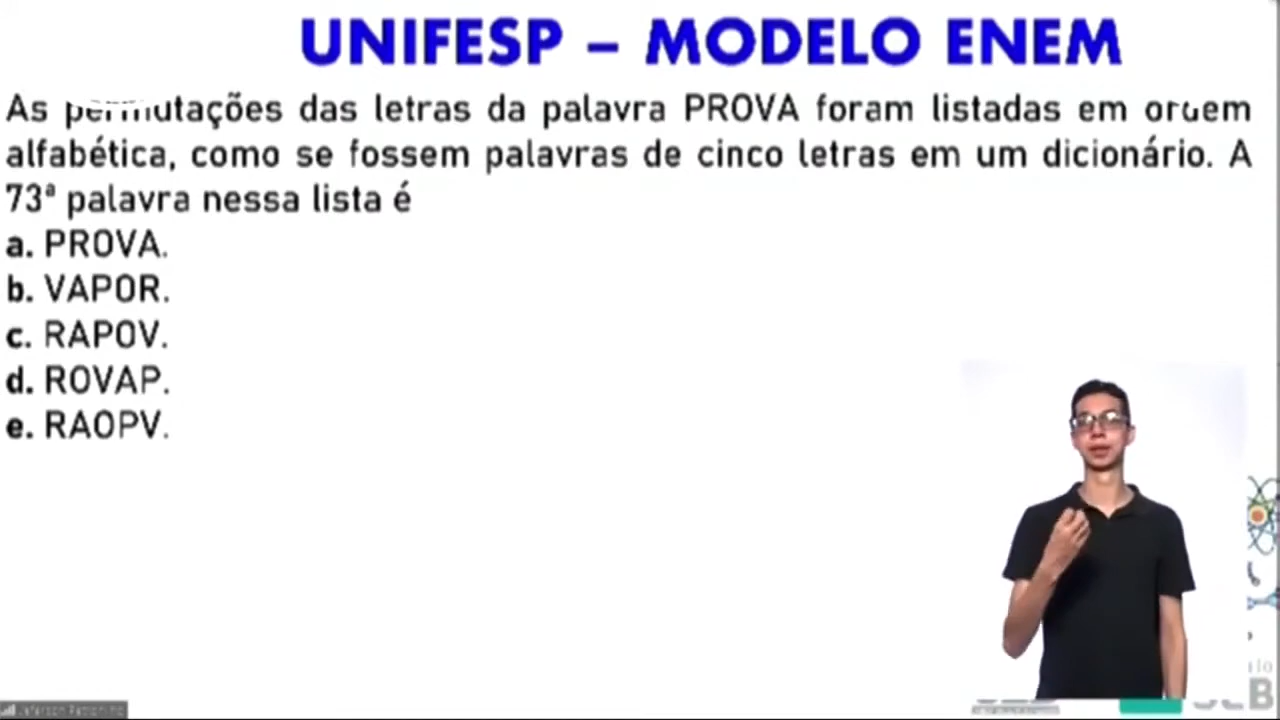 UNIFESP – MODELO ENEM
As permutações das letras da palavra PROVA foram listadas em ordem
alfabética, como se fossem palavras de cinco letras em um dicionário. A
73ª palavra nessa lista é
a. PROVA.
b. VAPOR.
c. RAPOV.
d. ROVAP.
e. RAOPV.